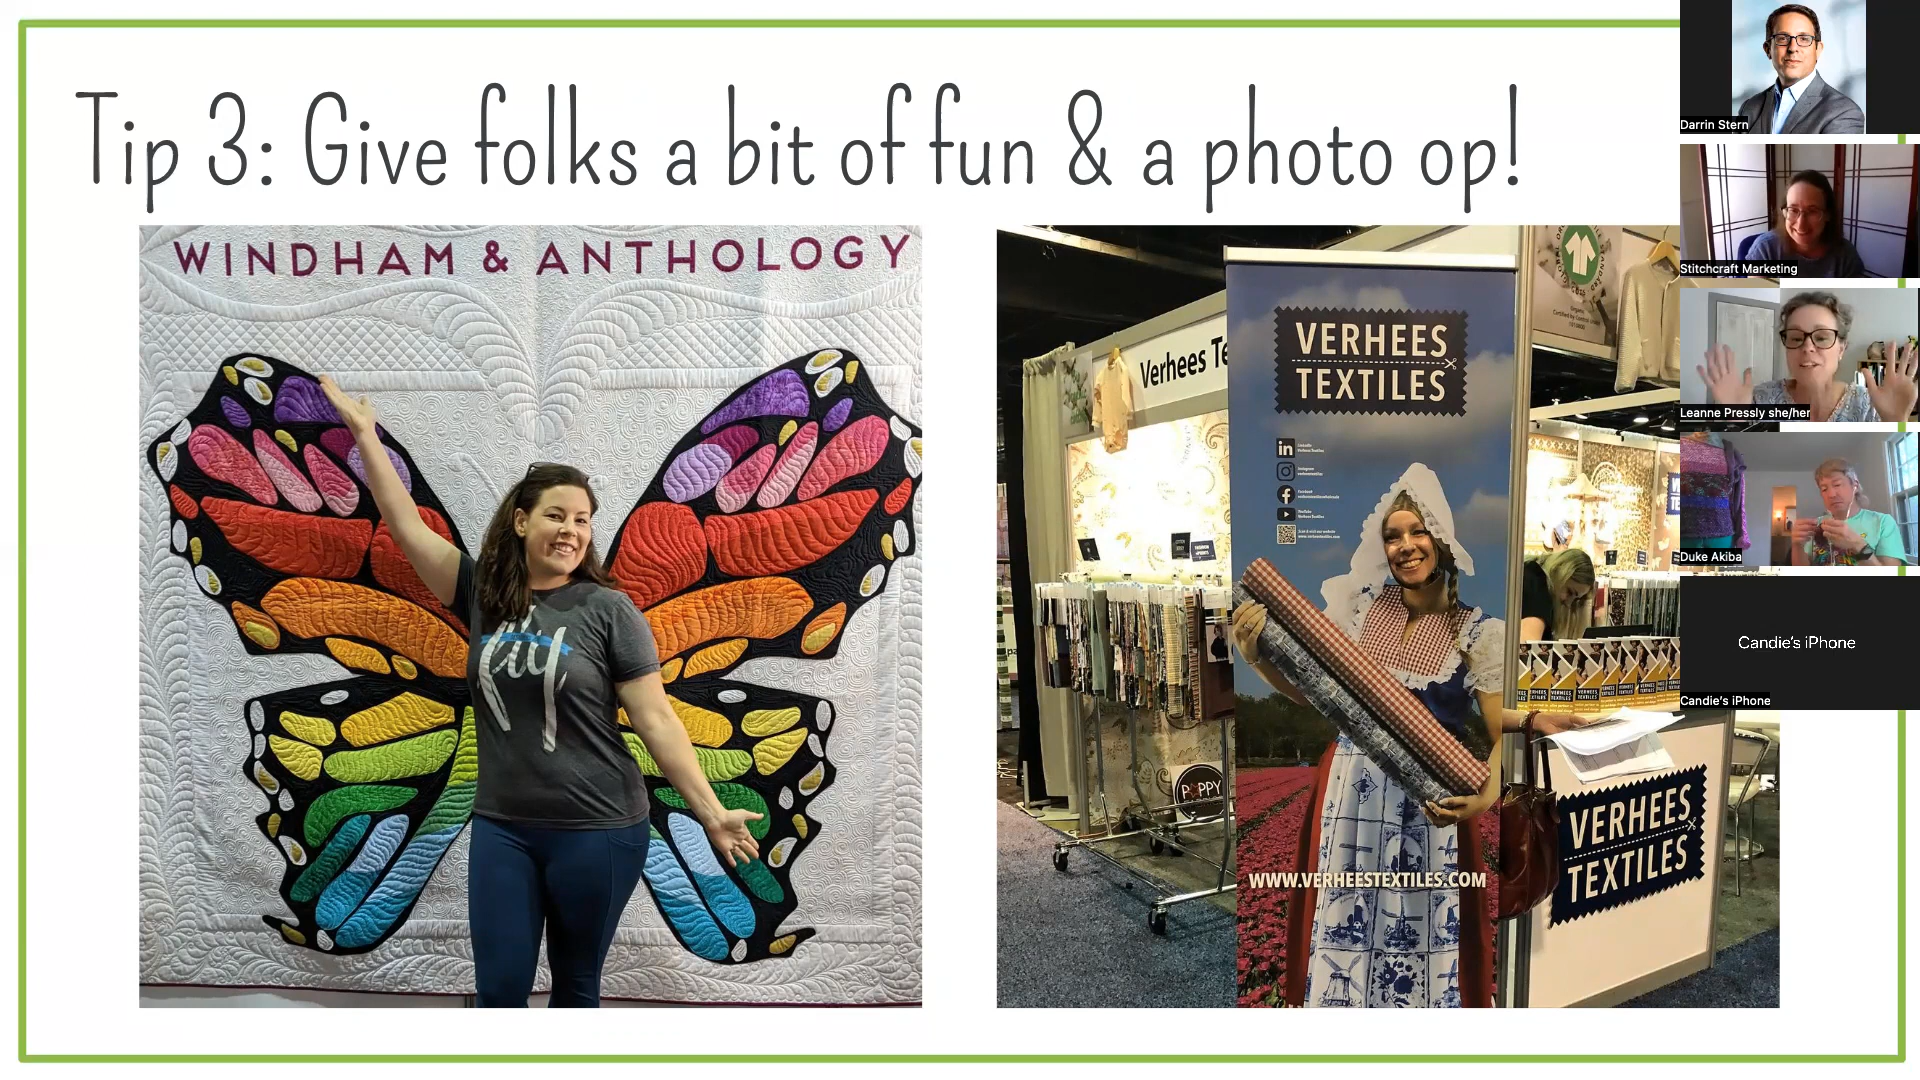 Tip 3: Give folks a bit of fun & a photo op!
WINDHAM & ANTHOLOGY
Verhees Te
VERHEES
TEXTILES
WWW.VERHEESTEXTILES.COM
POPPY
VERHEES
TEXTILES
Darrin Stern
Stitchcraft Marketing
Leanne Pressly she/her
Duke Akiba
Candie's iPhone
Candie's iPhone